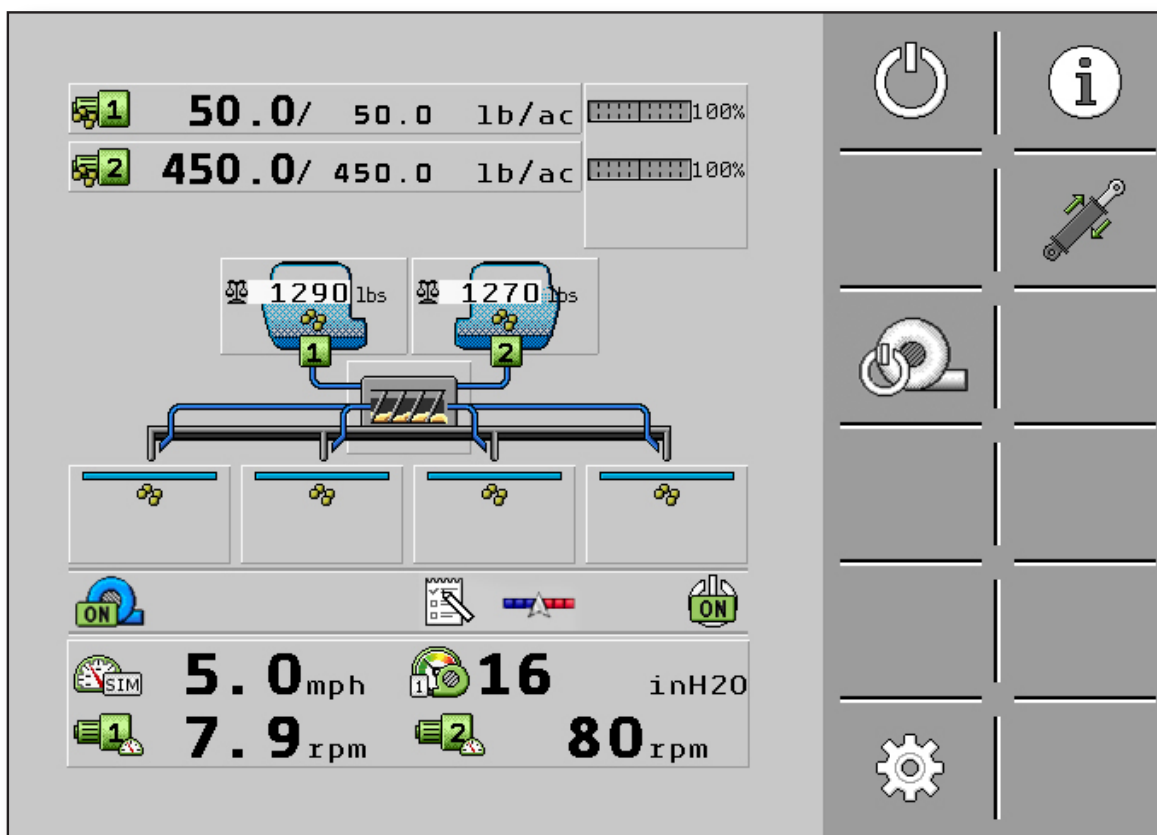 1 50.0/ 50.0 lb/ac 100%
2 450.0/ 450.0 lb/ac 100%
1290 lbs 1270 lbs
1 2
ON ON
SIM 5.0 mph 1 16 inH2O
1 7.9 rpm 2 80 rpm
i